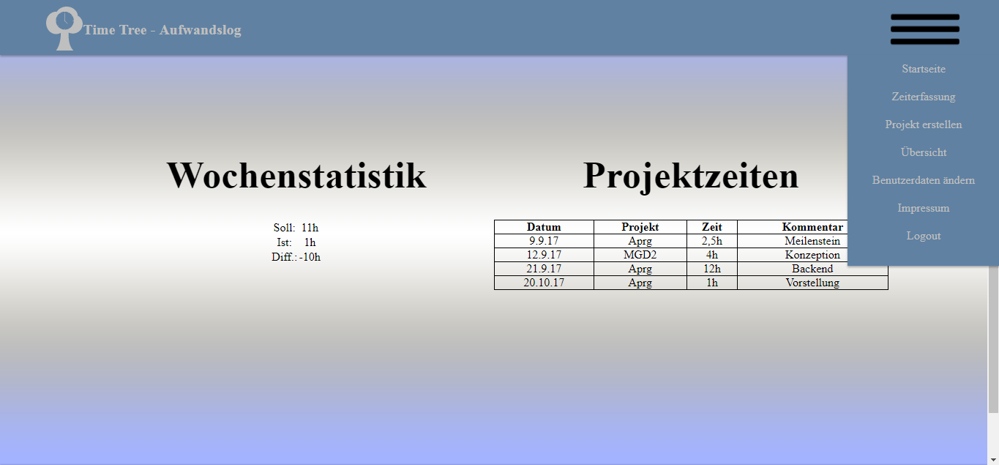 Time Tree - Aufwandslog
Startseite
Zeiterfassung
Projekt erstellen
Übersicht
Benutzerdaten ändern
Impressum
Logout
Wochenstatistik
Soll: 11h
Ist: 1h
Diff.: -10h
Projektzeiten
Datum Projekt Zeit Kommentar
9.9.17 Aprg 2,5h Meilenstein
12.9.17 MGD2 4h Konzeption
21.9.17 Aprg 12h Backend
20.10.17 Aprg 1h Vorstellung